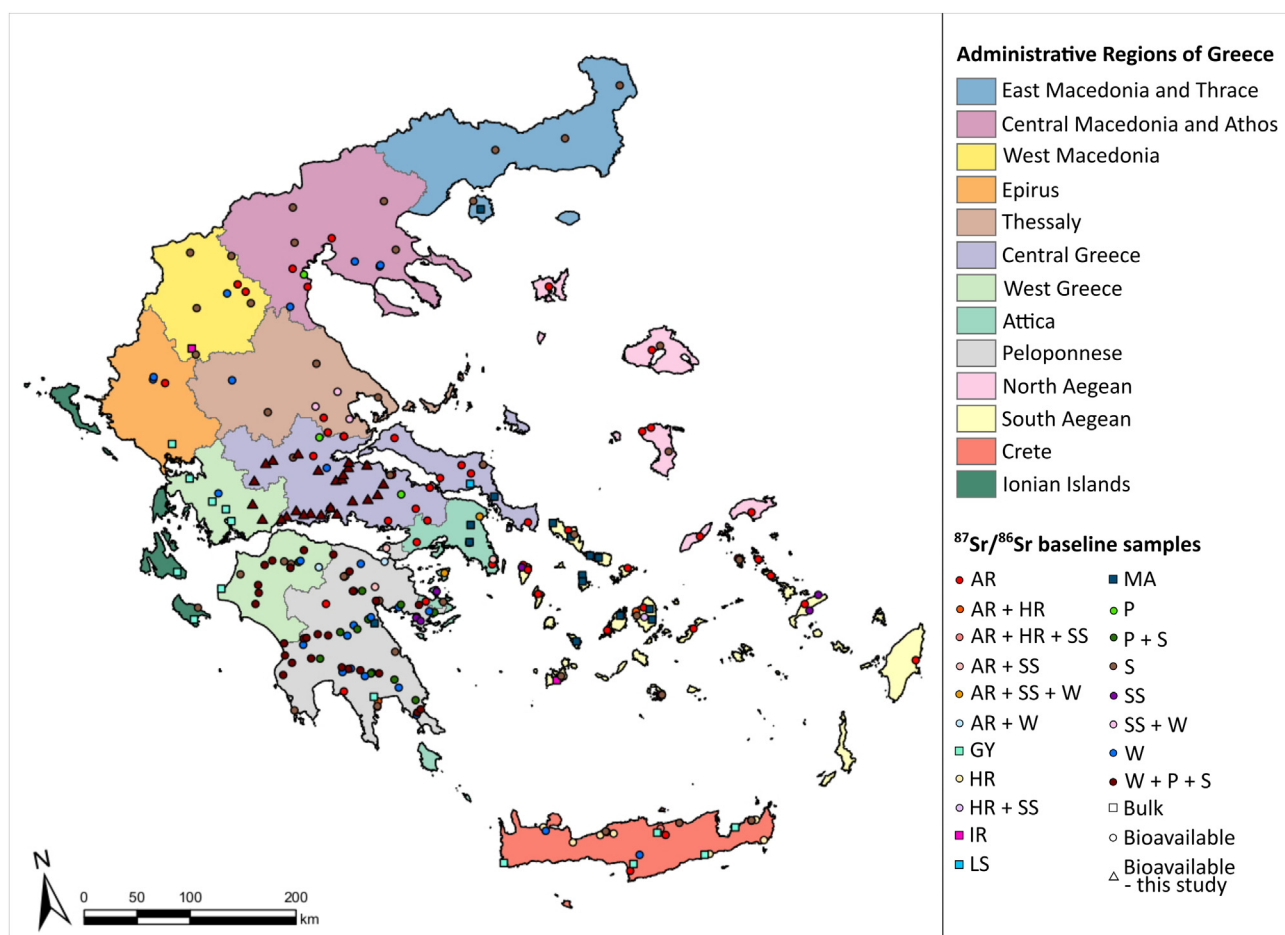 Administrative Regions of Greece
East Macedonia and Thrace
Central Macedonia and Athos
West Macedonia
Epirus
Thessaly
Central Greece
West Greece
Attica
Peloponnese
North Aegean
South Aegean
Crete
Ionian Islands
⁸⁷Sr/⁸⁶Sr baseline samples
AR
AR + HR
AR + HR + SS
AR + SS
AR + SS + W
AR + W
GY
HR
HR + SS
IR
LS
MA
P
P + S
S
SS
SS + W
W
W + P + S
Bulk
Bioavailable
Bioavailable
- this study
N
0 50 100 200
km